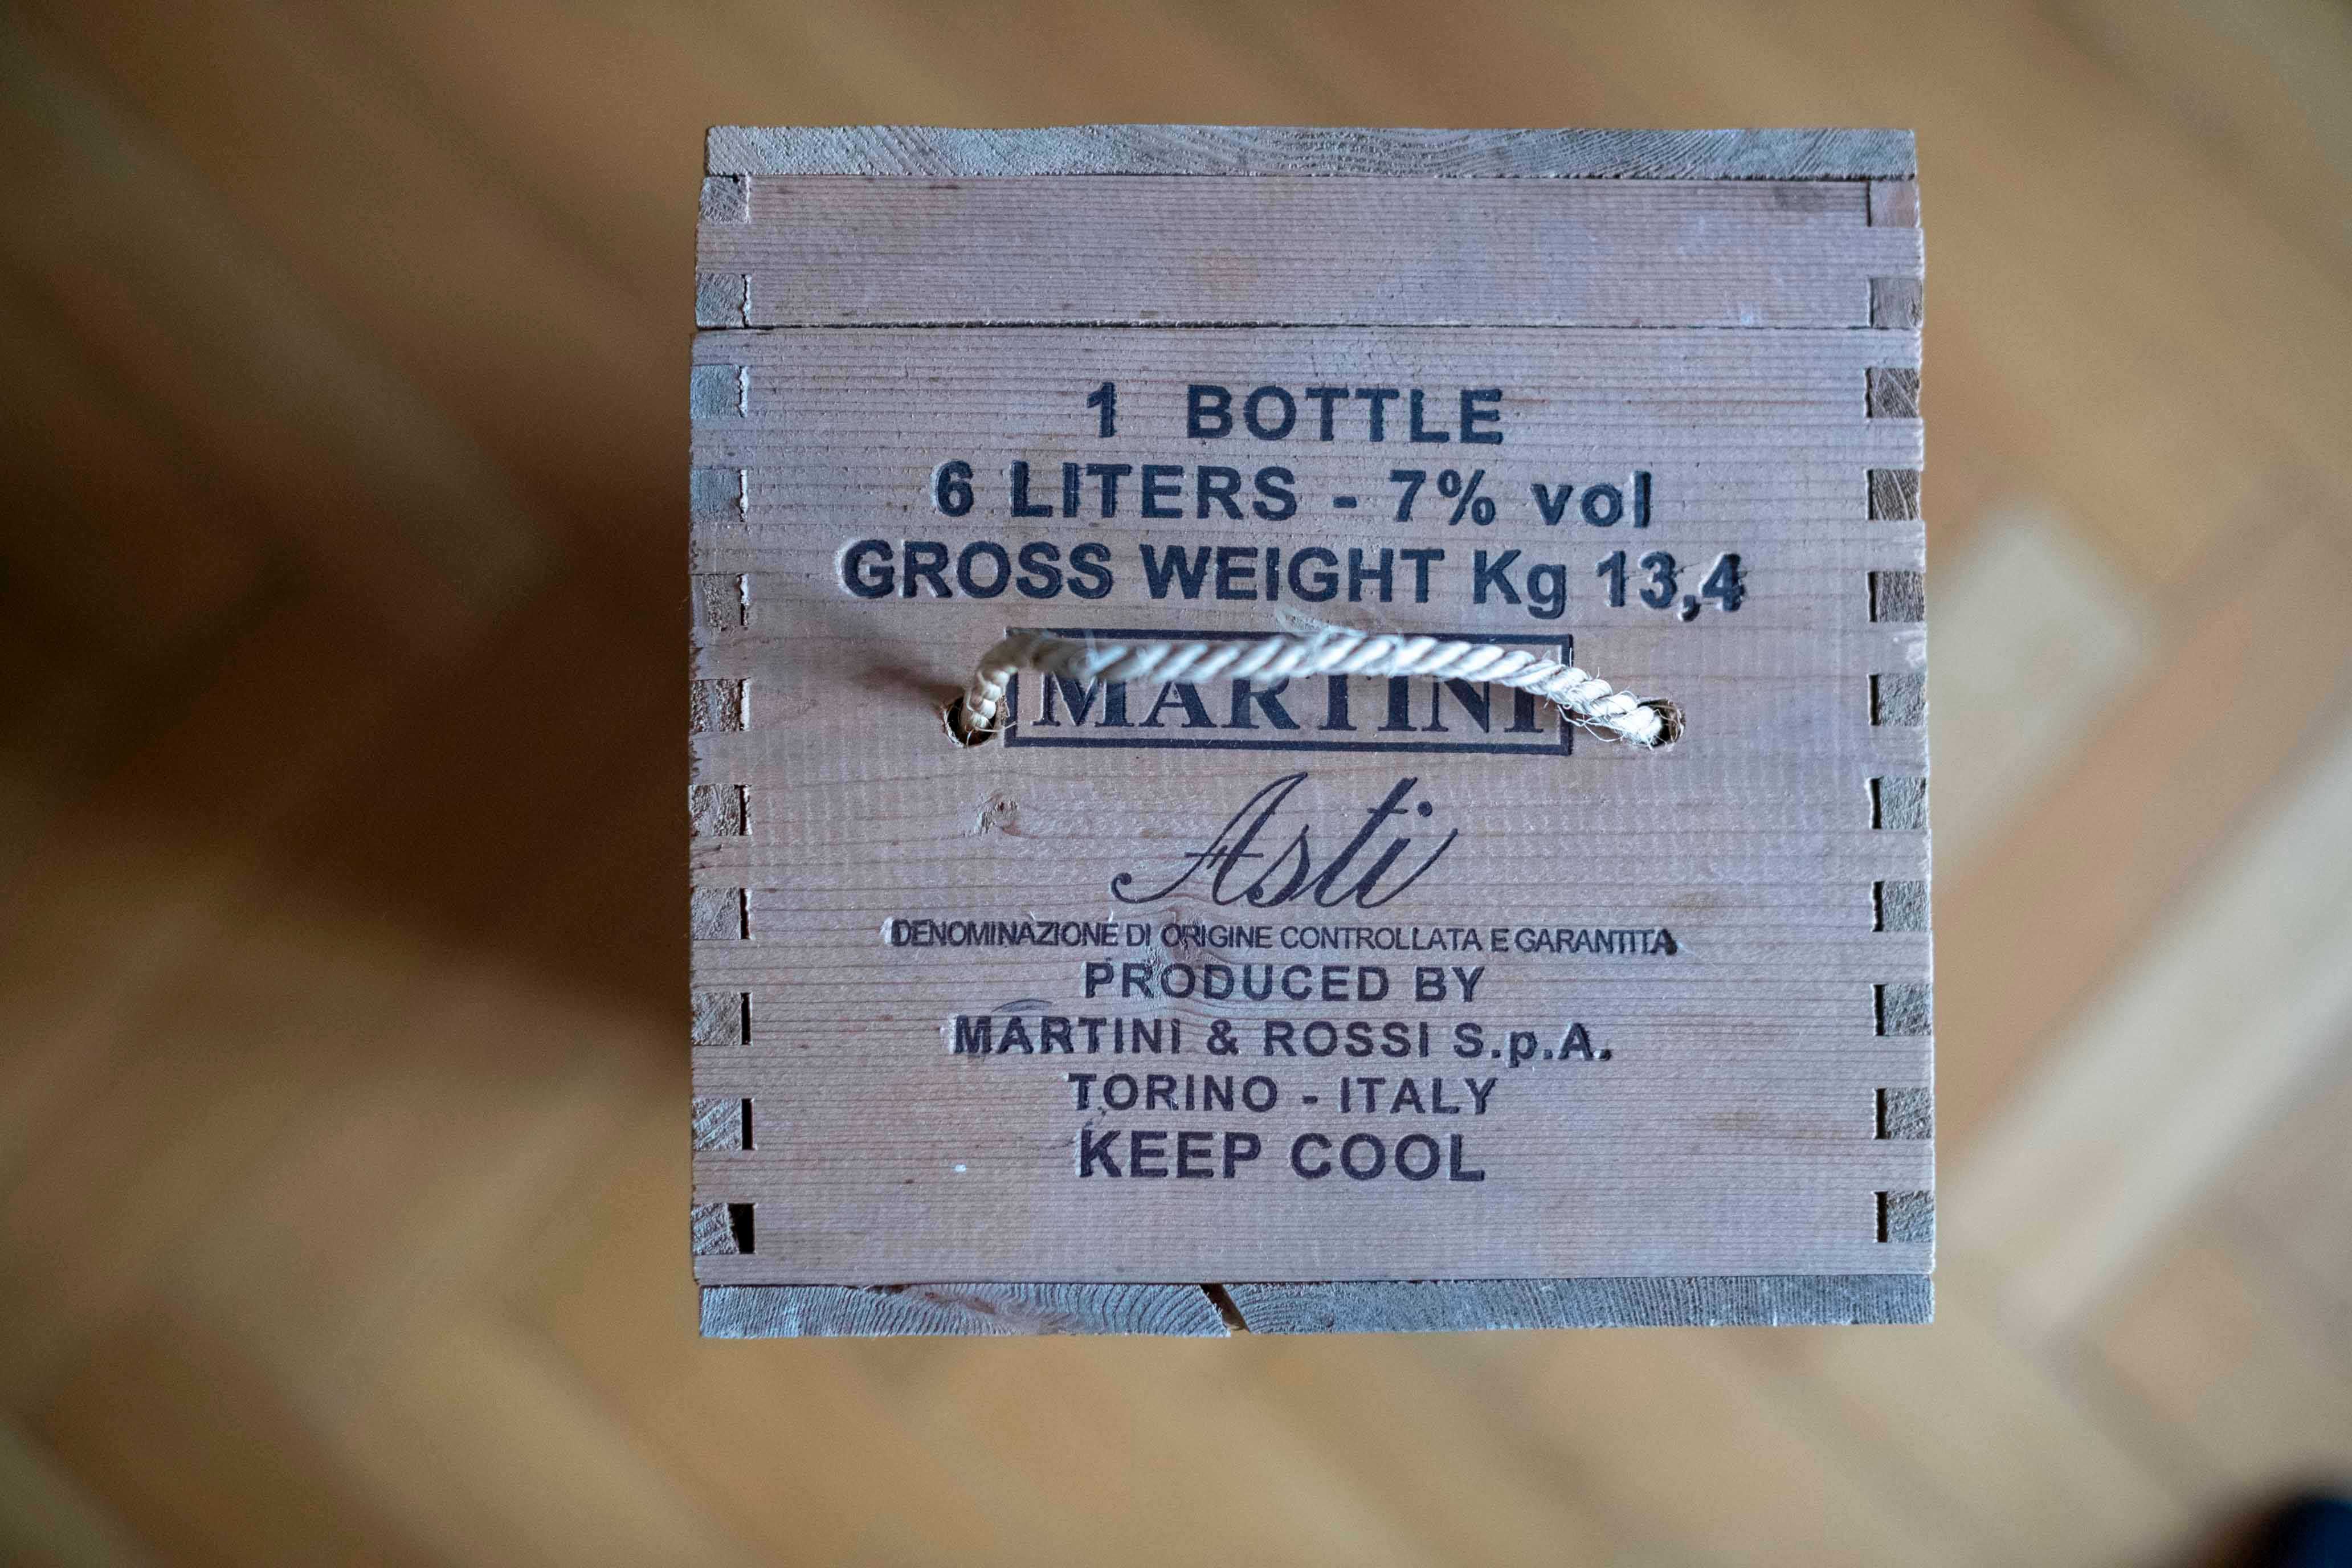 1 BOTTLE
6 LITERS - 7% vol
GROSS WEIGHT Kg 13,4
MARTINI
Asti
DENOMINAZIONE DI ORIGINE CONTROLLATA E GARANTITA
PRODUCED BY
MARTINI & ROSSI S.p.A.
TORINO - ITALY
KEEP COOL